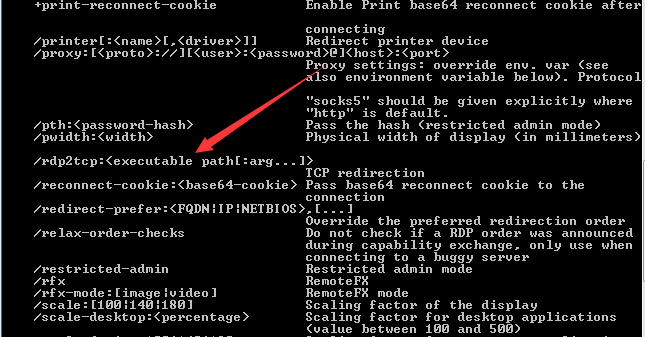 +print-reconnect-cookie Enable Print base64 reconnect cookie after
connecting
/printer[:<name>[,<driver>]] Redirect printer device
/proxy:[<proto>://][<user>:<password>@]<host>:<port>
Proxy settings: override env. var (see
also environment variable below). Protocol
"socks5" should be given explicitly where
"http" is default.
/pth:<password-hash> Pass the hash (restricted admin mode)
/pwidth:<width> Physical width of display (in millimeters)
/rdp2tcp:<executable path[:arg...]>
TCP redirection
/reconnect-cookie:<base64-cookie> Pass base64 reconnect cookie to the
connection
/redirect-prefer:<FQDN|IP|NETBIOS>,[...]
Override the preferred redirection order
/relax-order-checks Do not check if a RDP order was announced
during capability exchange, only use when
connecting to a buggy server
/restricted-admin Restricted admin mode
/rfx RemoteFX
/rfx-mode:[image|video] RemoteFX mode
/scale:[100|140|180] Scaling factor of the display
/scale-desktop:<percentage> Scaling factor for desktop applications
(value between 100 and 500)